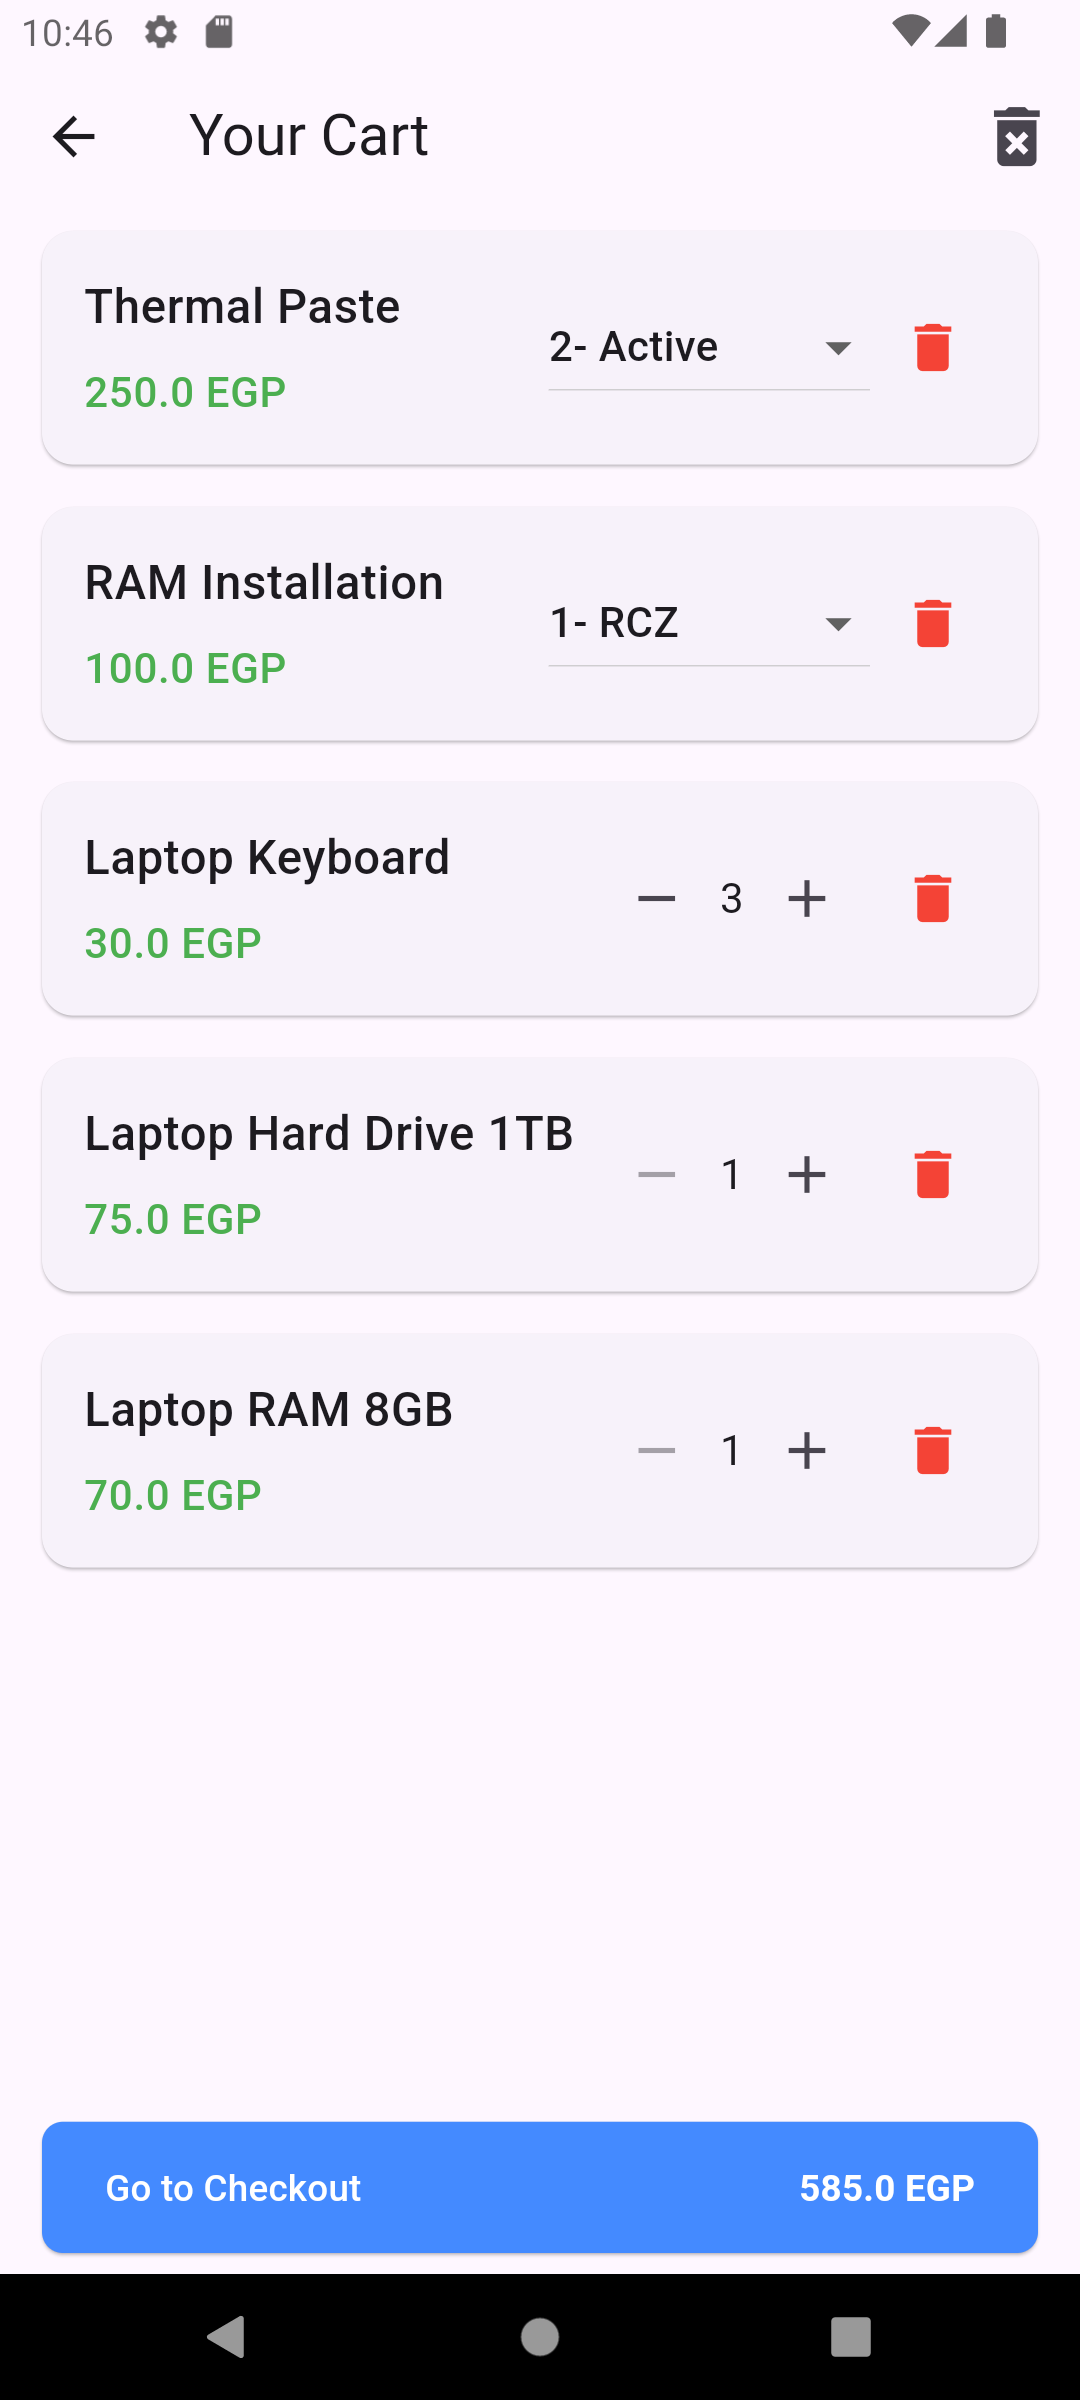 10:46
Your Cart
Thermal Paste
250.0 EGP
2- Active
RAM Installation
100.0 EGP
1- RCZ
Laptop Keyboard
30.0 EGP
3
Laptop Hard Drive 1TB
75.0 EGP
1
Laptop RAM 8GB
70.0 EGP
1
Go to Checkout 585.0 EGP